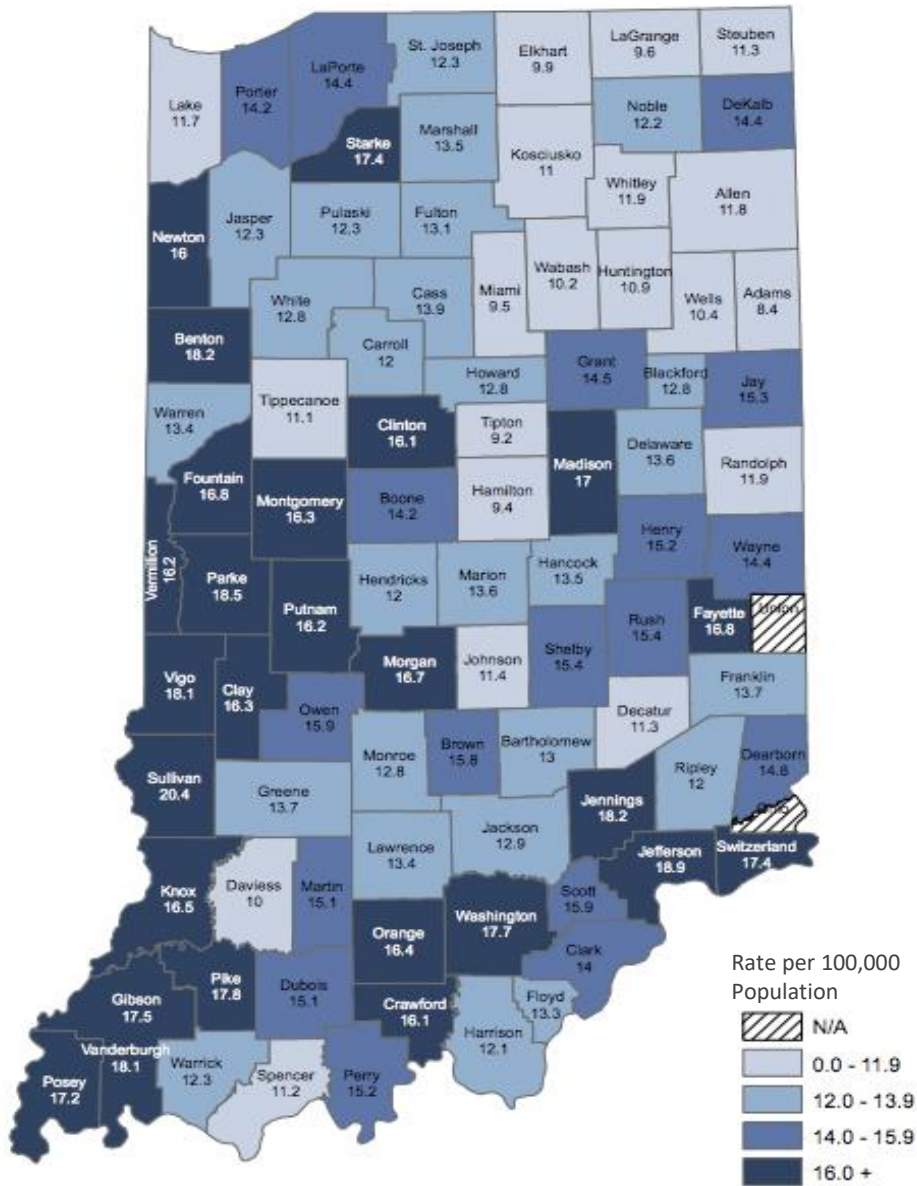 St. Joseph
12.3
Elkhart
9.9
LaGrange
9.6
Steuben
11.3
LaPorte
14.4
Porter
14.2
Lake
11.7
Noble
12.2
DeKalb
14.4
Starke
17.4
Marshall
13.5
Kosciusko
11
Whitley
11.9
Allen
11.8
Newton
16
Jasper
12.3
Pulaski
12.3
Fulton
13.1
Miami
9.5
Wabash
10.2
Huntington
10.9
Wells
10.4
Adams
8.4
White
12.8
Cass
13.9
Benton
18.2
Carroll
12
Howard
12.8
Grant
14.5
Blackford
12.8
Jay
15.3
Warren
13.4
Tippecanoe
11.1
Clinton
16.1
Tipton
9.2
Madison
17
Delaware
13.6
Randolph
11.9
Fountain
16.8
Montgomery
16.3
Boone
14.2
Hamilton
9.4
Henry
15.2
Wayne
14.4
Vermillion
16.2
Parke
18.5
Putnam
16.2
Hendricks
12
Marion
13.6
Hancock
13.5
Rush
15.4
Fayette
16.8
Union
Vigo
18.1
Clay
16.3
Owen
15.9
Morgan
16.7
Johnson
11.4
Shelby
15.4
Franklin
13.7
Decatur
11.3
Sullivan
20.4
Greene
13.7
Monroe
12.8
Brown
15.8
Bartholomew
13
Jennings
18.2
Ripley
12
Dearborn
14.8
Knox
16.5
Daviess
10
Martin
15.1
Lawrence
13.4
Jackson
12.9
Jefferson
18.9
Switzerland
17.4
Scott
15.9
Orange
16.4
Washington
17.7
Clark
14
Gibson
17.5
Pike
17.8
Dubois
15.1
Crawford
16.1
Floyd
13.3
Harrison
12.1
Posey
17.2
Vanderburgh
18.1
Warrick
12.3
Spencer
11.2
Perry
15.2
Rate per 100,000
Population
N/A
0.0 - 11.9
12.0 - 13.9
14.0 - 15.9
16.0 +